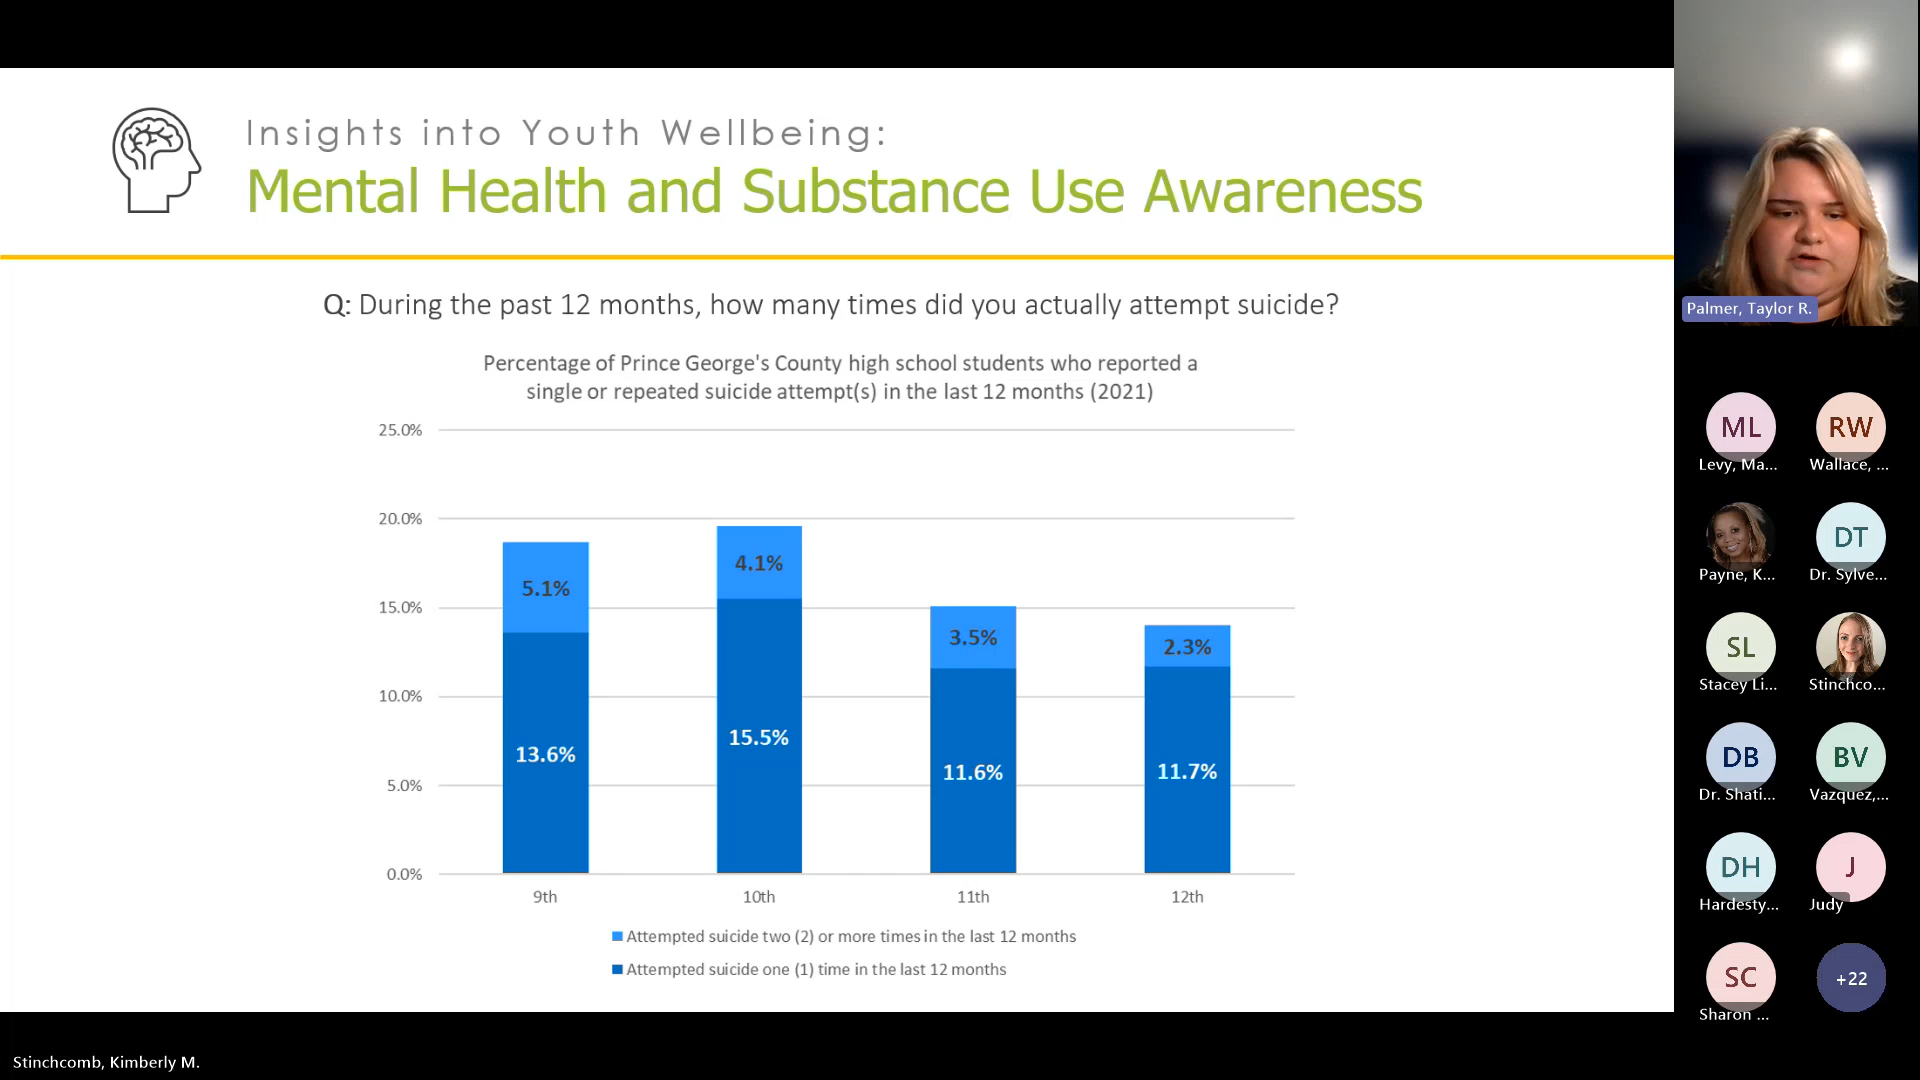 Insights into Youth Wellbeing:
Mental Health and Substance Use Awareness
Q: During the past 12 months, how many times did you actually attempt suicide?
Percentage of Prince George's County high school students who reported a
single or repeated suicide attempt(s) in the last 12 months (2021)
25.0%
20.0%
15.0%
10.0%
5.0%
0.0%
5.1%
13.6%
4.1%
15.5%
3.5%
11.6%
2.3%
11.7%
9th
10th
11th
12th
Attempted suicide two (2) or more times in the last 12 months
Attempted suicide one (1) time in the last 12 months
Palmer, Taylor R.
ML
Levy, Ma...
RW
Wallace, ...
Payne, K...
DT
Dr. Sylve...
SL
Stacey Li...
Stinchco...
DB
Dr. Shati...
BV
Vazquez,...
DH
Hardesty...
J
Judy
SC
Sharon ...
+22
Stinchcomb, Kimberly M.